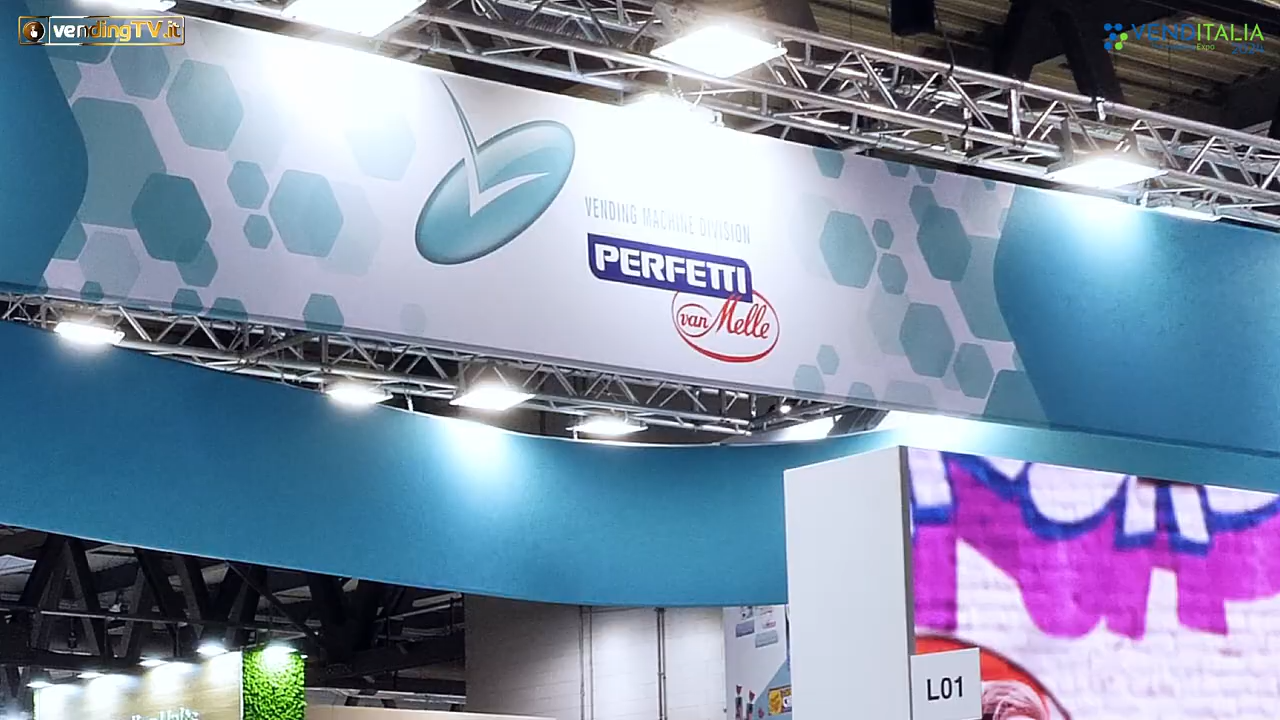 vendingTV.it
VENDITALIA
VENDING MACHINE DIVISION
PERFETTI
van Melle
L01